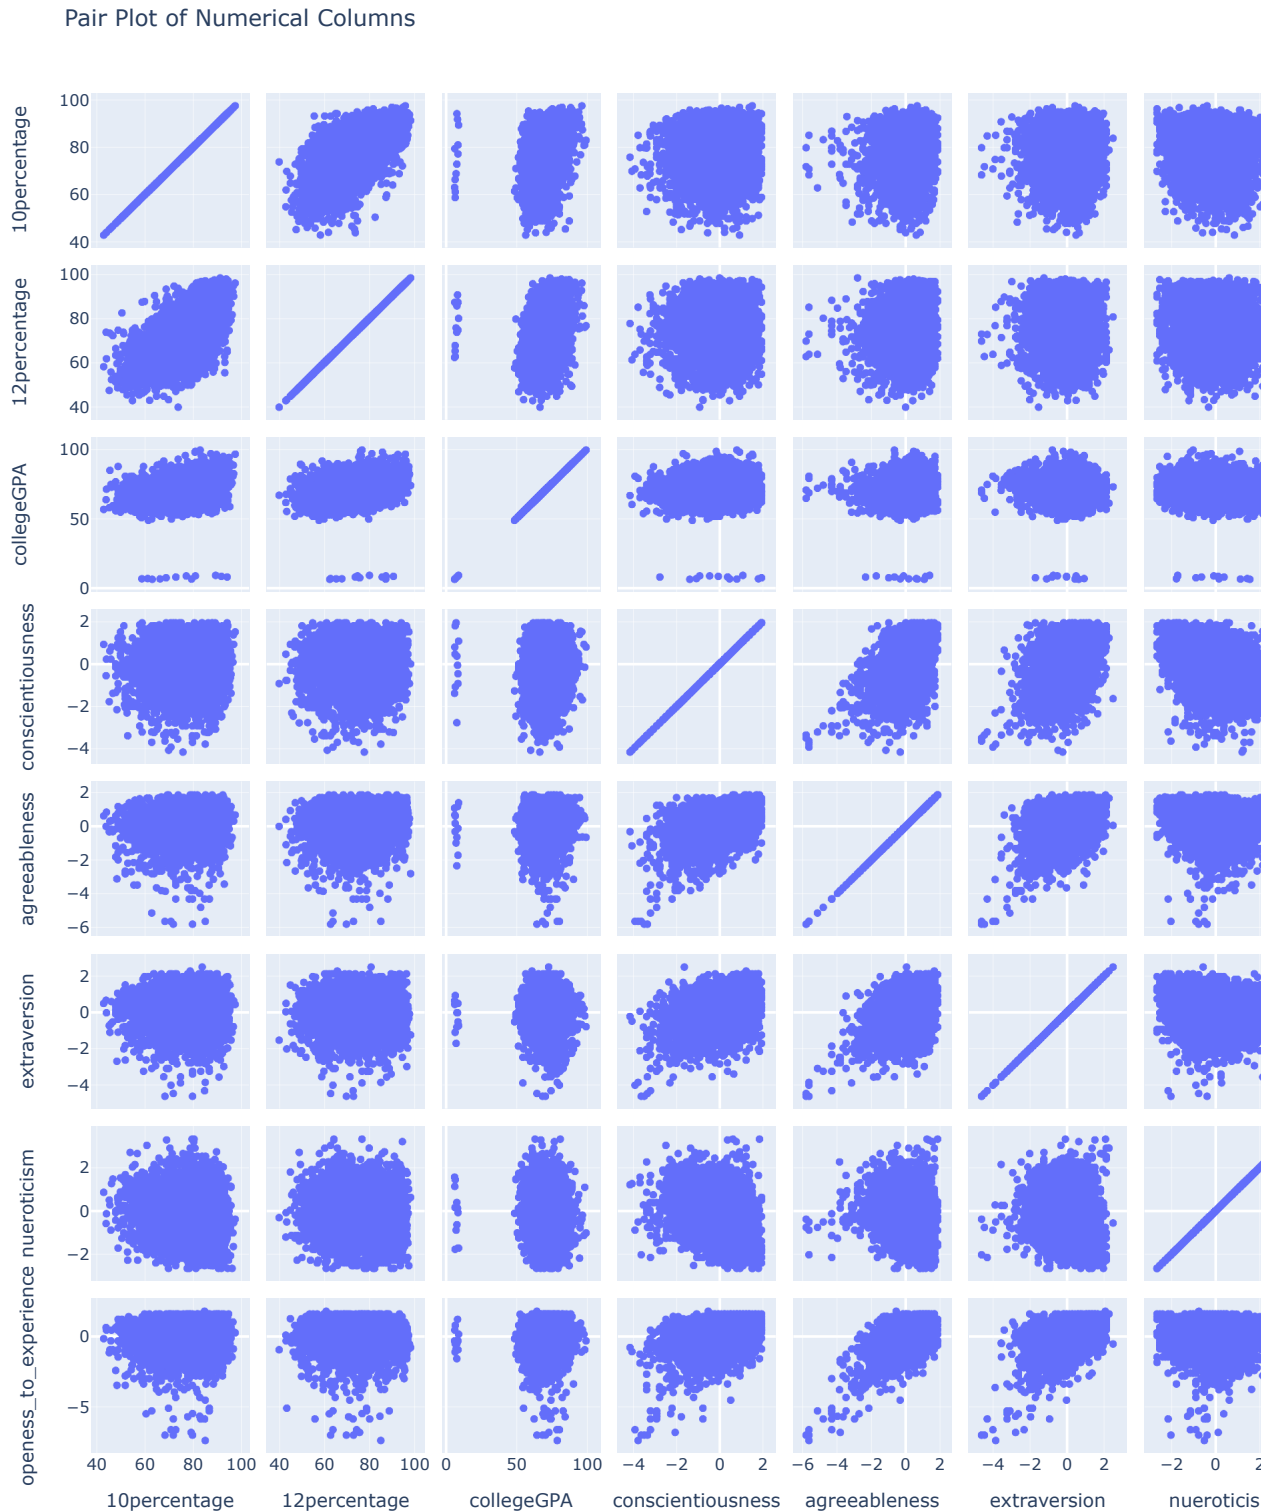 Pair Plot of Numerical Columns
10percentage
100
80
60
40
12percentage
100
80
60
40
collegeGPA
100
50
0
conscientiousness
2
0
−2
−4
agreeableness
2
0
−2
−4
−6
extraversion
2
0
−2
−4
nueroticism
2
0
−2
openess_to_experience
0
−5
40 60 80 100 40 60 80 100 0 50 100 −4 −2 0 2 −6 −4 −2 0 2 −4 −2 0 2 −2 0 2
10percentage 12percentage collegeGPA conscientiousness agreeableness extraversion nueroticis